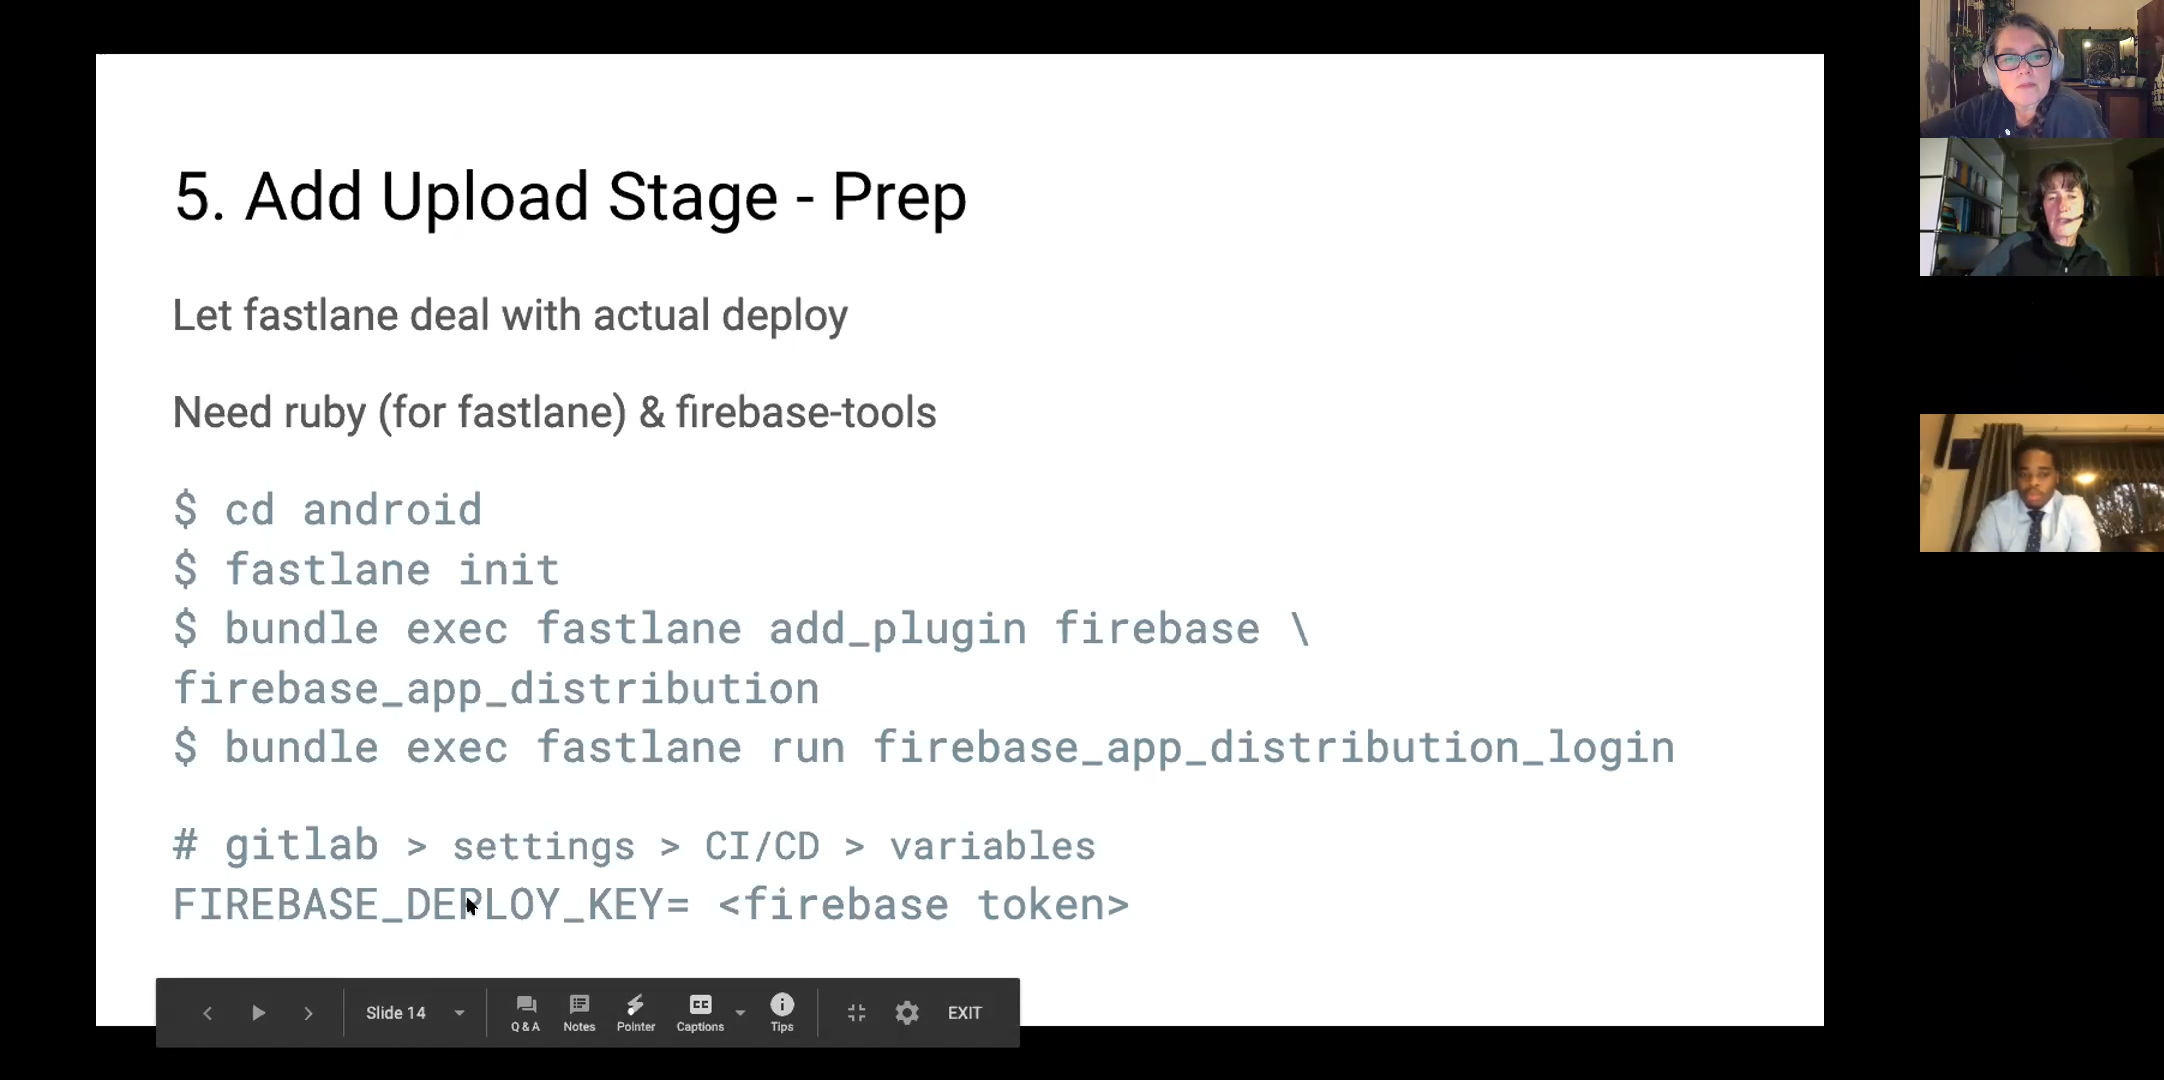 5. Add Upload Stage - Prep
Let fastlane deal with actual deploy
Need ruby (for fastlane) & firebase-tools
$ cd android
$ fastlane init
$ bundle exec fastlane add_plugin firebase \
firebase_app_distribution
$ bundle exec fastlane run firebase_app_distribution_login
# gitlab > settings > CI/CD > variables
FIREBASE_DEPLOY_KEY= <firebase token>
Slide 14
Q & A
Notes
Pointer
CC
Captions
Tips
EXIT